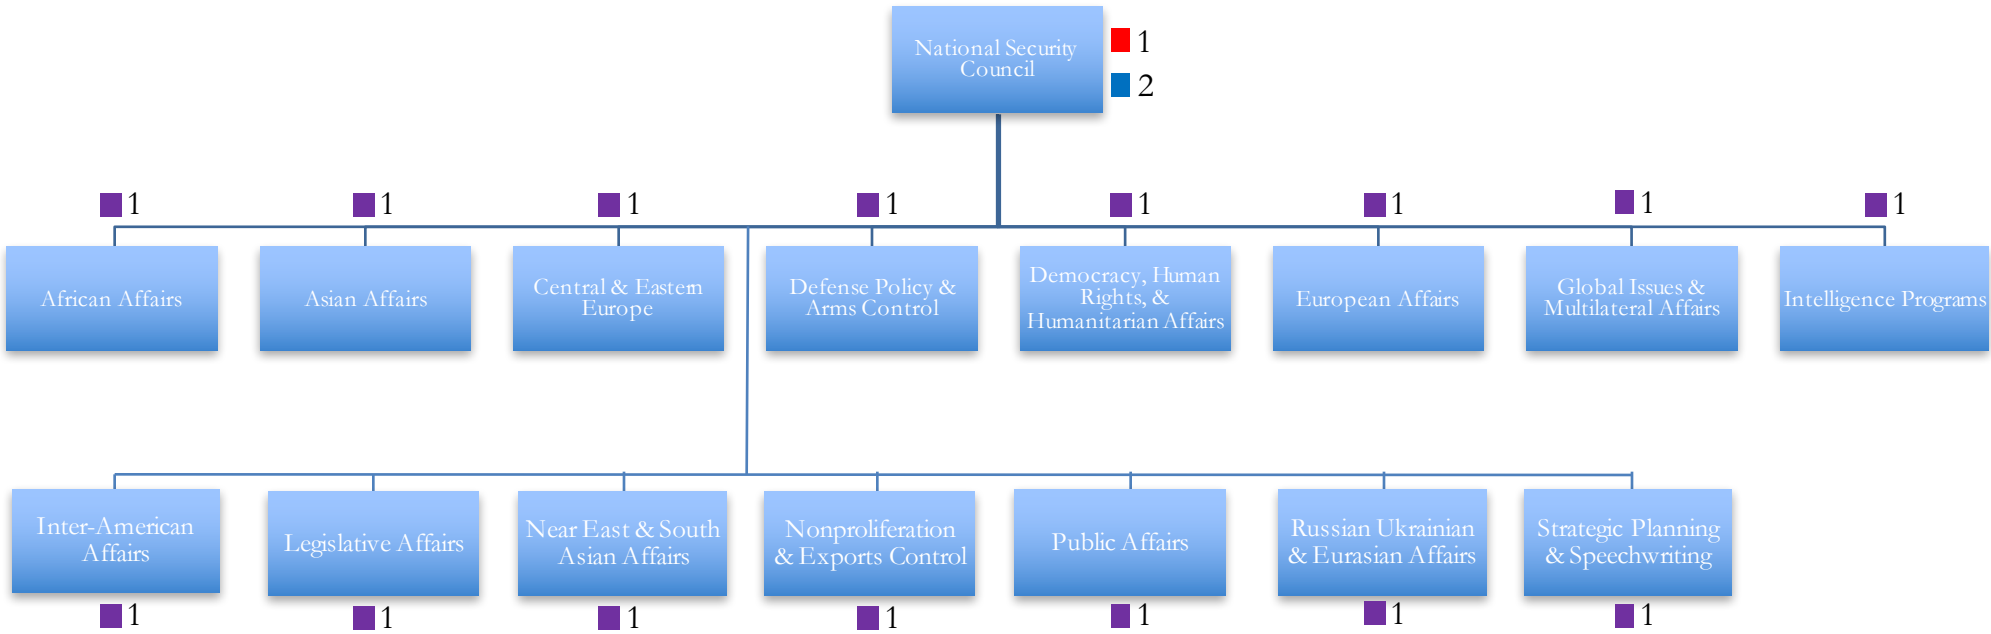 National Security
Council
1
2
1
1
1
1
1
1
1
1
African Affairs
Asian Affairs
Central & Eastern
Europe
Defense Policy &
Arms Control
Democracy, Human
Rights, &
Humanitarian Affairs
European Affairs
Global Issues &
Multilateral Affairs
Intelligence Programs
Inter-American
Affairs
Legislative Affairs
Near East & South
Asian Affairs
Nonproliferation
& Exports Control
Public Affairs
Russian Ukrainian
& Eurasian Affairs
Strategic Planning
& Speechwriting
1
1
1
1
1
1
1